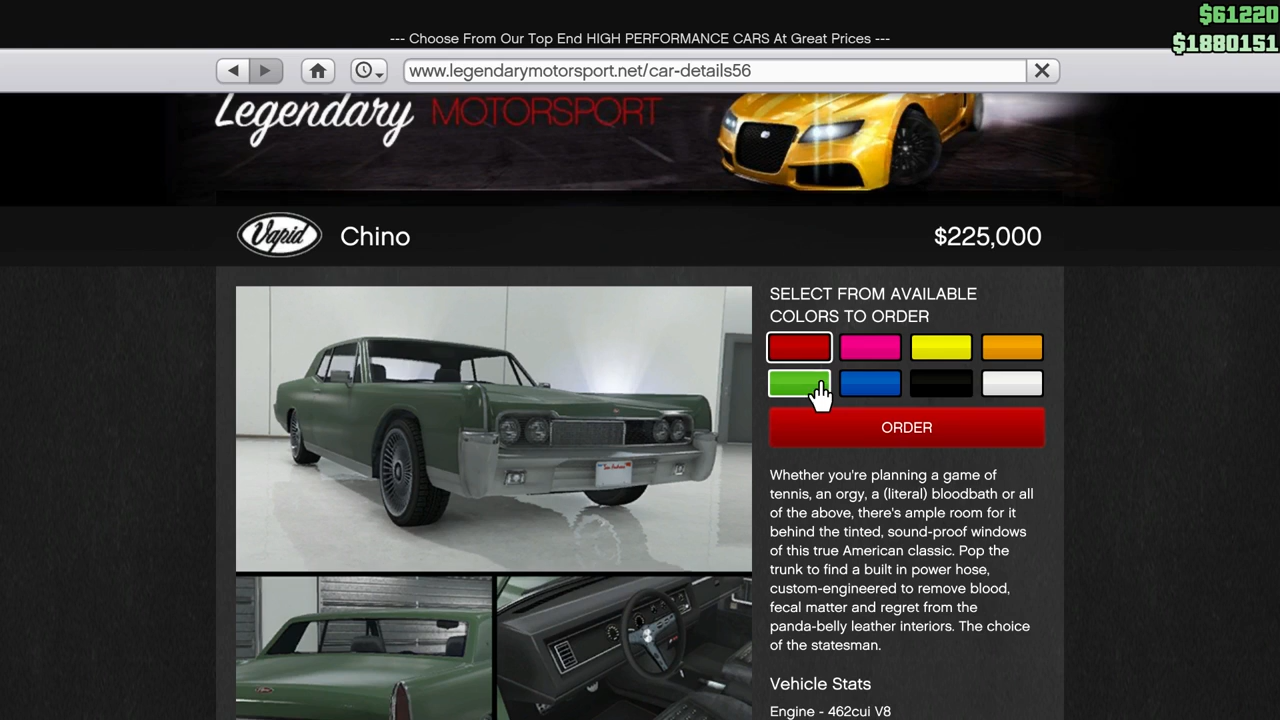 $61220
--- Choose From Our Top End HIGH PERFORMANCE CARS At Great Prices ---
$1880151
www.legendarymotorsport.net/car-details56
Legendary MOTORSPORT
Vapid Chino $225,000
SELECT FROM AVAILABLE
COLORS TO ORDER
ORDER
Whether you're planning a game of
tennis, an orgy, a (literal) bloodbath or all
of the above, there's ample room for it
behind the tinted, sound-proof windows
of this true American classic. Pop the
trunk to find a built in power hose,
custom-engineered to remove blood,
fecal matter and regret from the
panda-belly leather interiors. The choice
of the statesman.
Vehicle Stats
Engine - 462cui V8